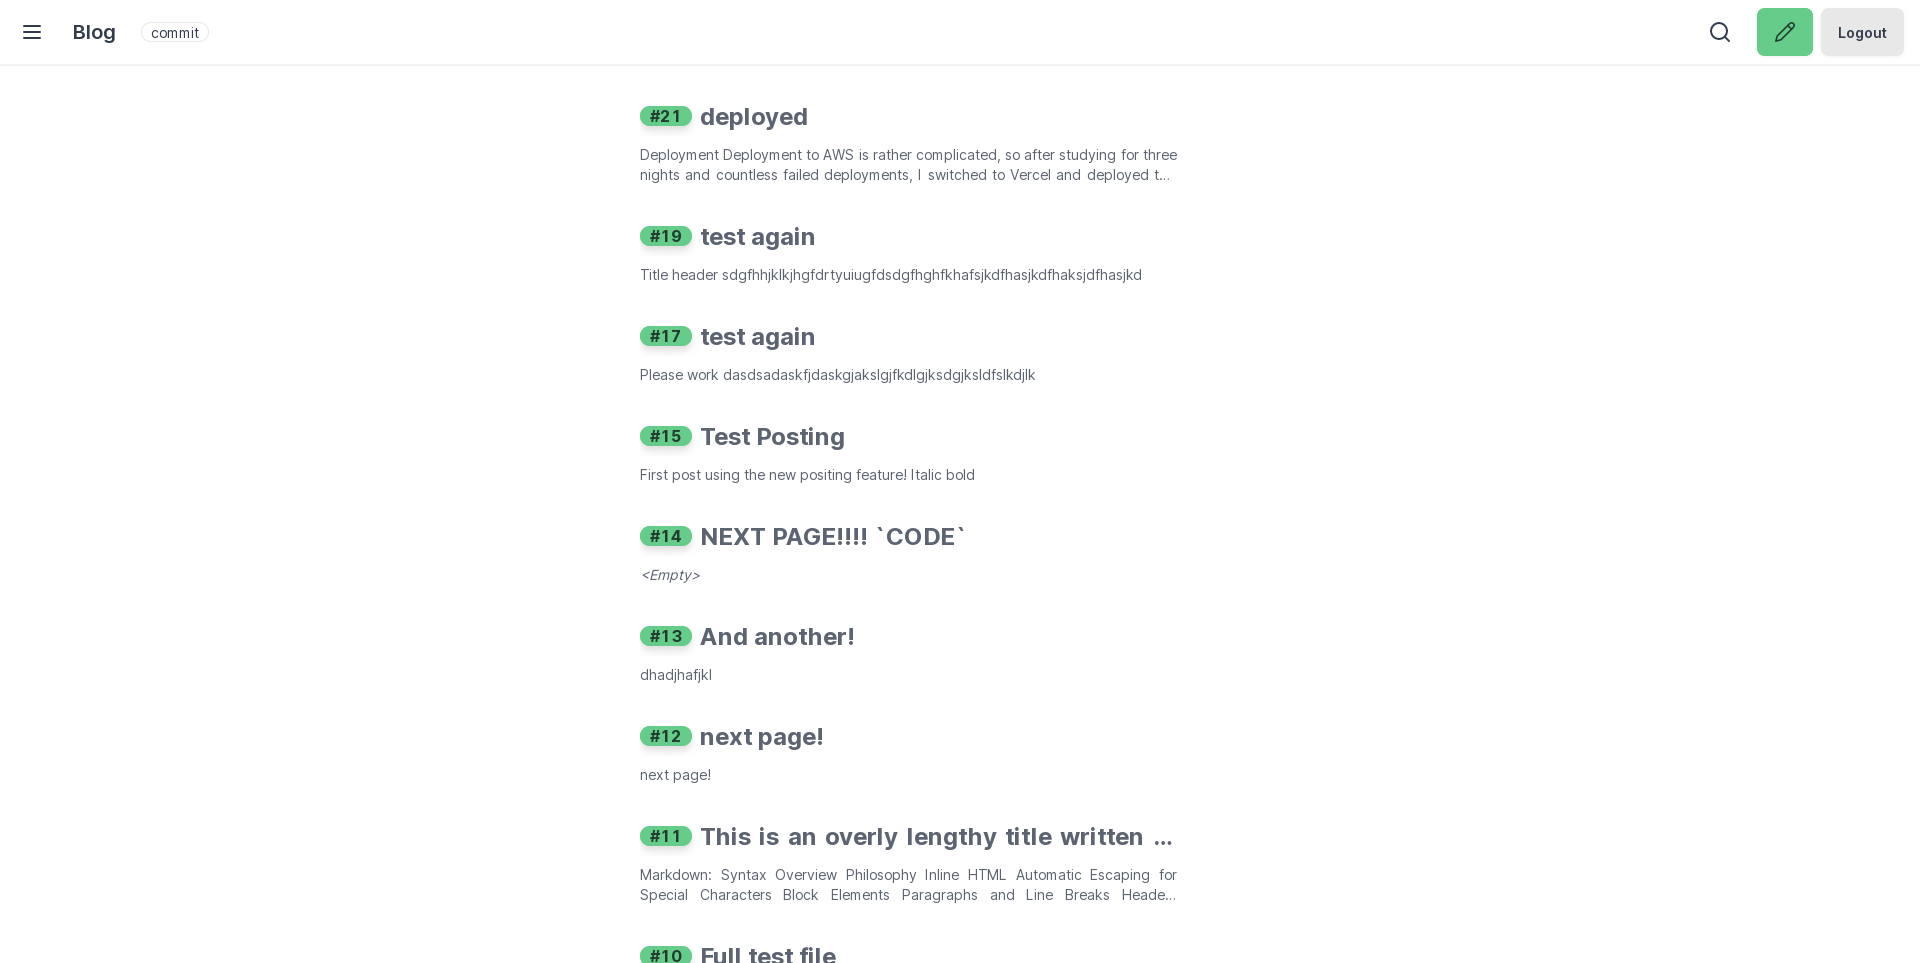 Blog
commit
Logout
#21 deployed
Deployment Deployment to AWS is rather complicated, so after studying for three
nights and countless failed deployments, I switched to Vercel and deployed t...
#19 test again
Title header sdgfhhjklkjhgfdrtyuiugfdsdgfhghfkhafsjkdfhasjkdfhaksjdfhasjkd
#17 test again
Please work dasdsadaskfjdaskgjakslgjfkdlgjksdgjksldfslkdjlk
#15 Test Posting
First post using the new positing feature! Italic bold
#14 NEXT PAGE!!!! `CODE`
<Empty>
#13 And another!
dhadjhafjkl
#12 next page!
next page!
#11 This is an overly lengthy title written ...
Markdown: Syntax Overview Philosophy Inline HTML Automatic Escaping for
Special Characters Block Elements Paragraphs and Line Breaks Heade...
#10 Full test file